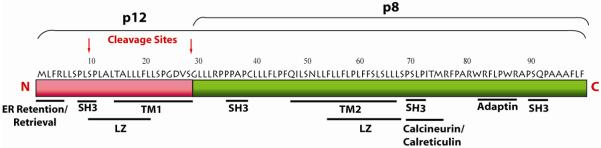 p12 p8
Cleavage Sites
10 20 30 40 50 60 70 80 90
MLFRLLSPLSPLALTALLLFLLSPGDVSGLLLRPPPAPCLLLFLPFQILSNLLFLLFLPLFFSLSLLLSPSLPITMRFPARWRFLPWRAPSQPAAAFLF
N C
ER Retention/ SH3 TM1 SH3 TM2 SH3 Adaptin SH3
Retrieval LZ LZ Calcineurin/
Calreticulin